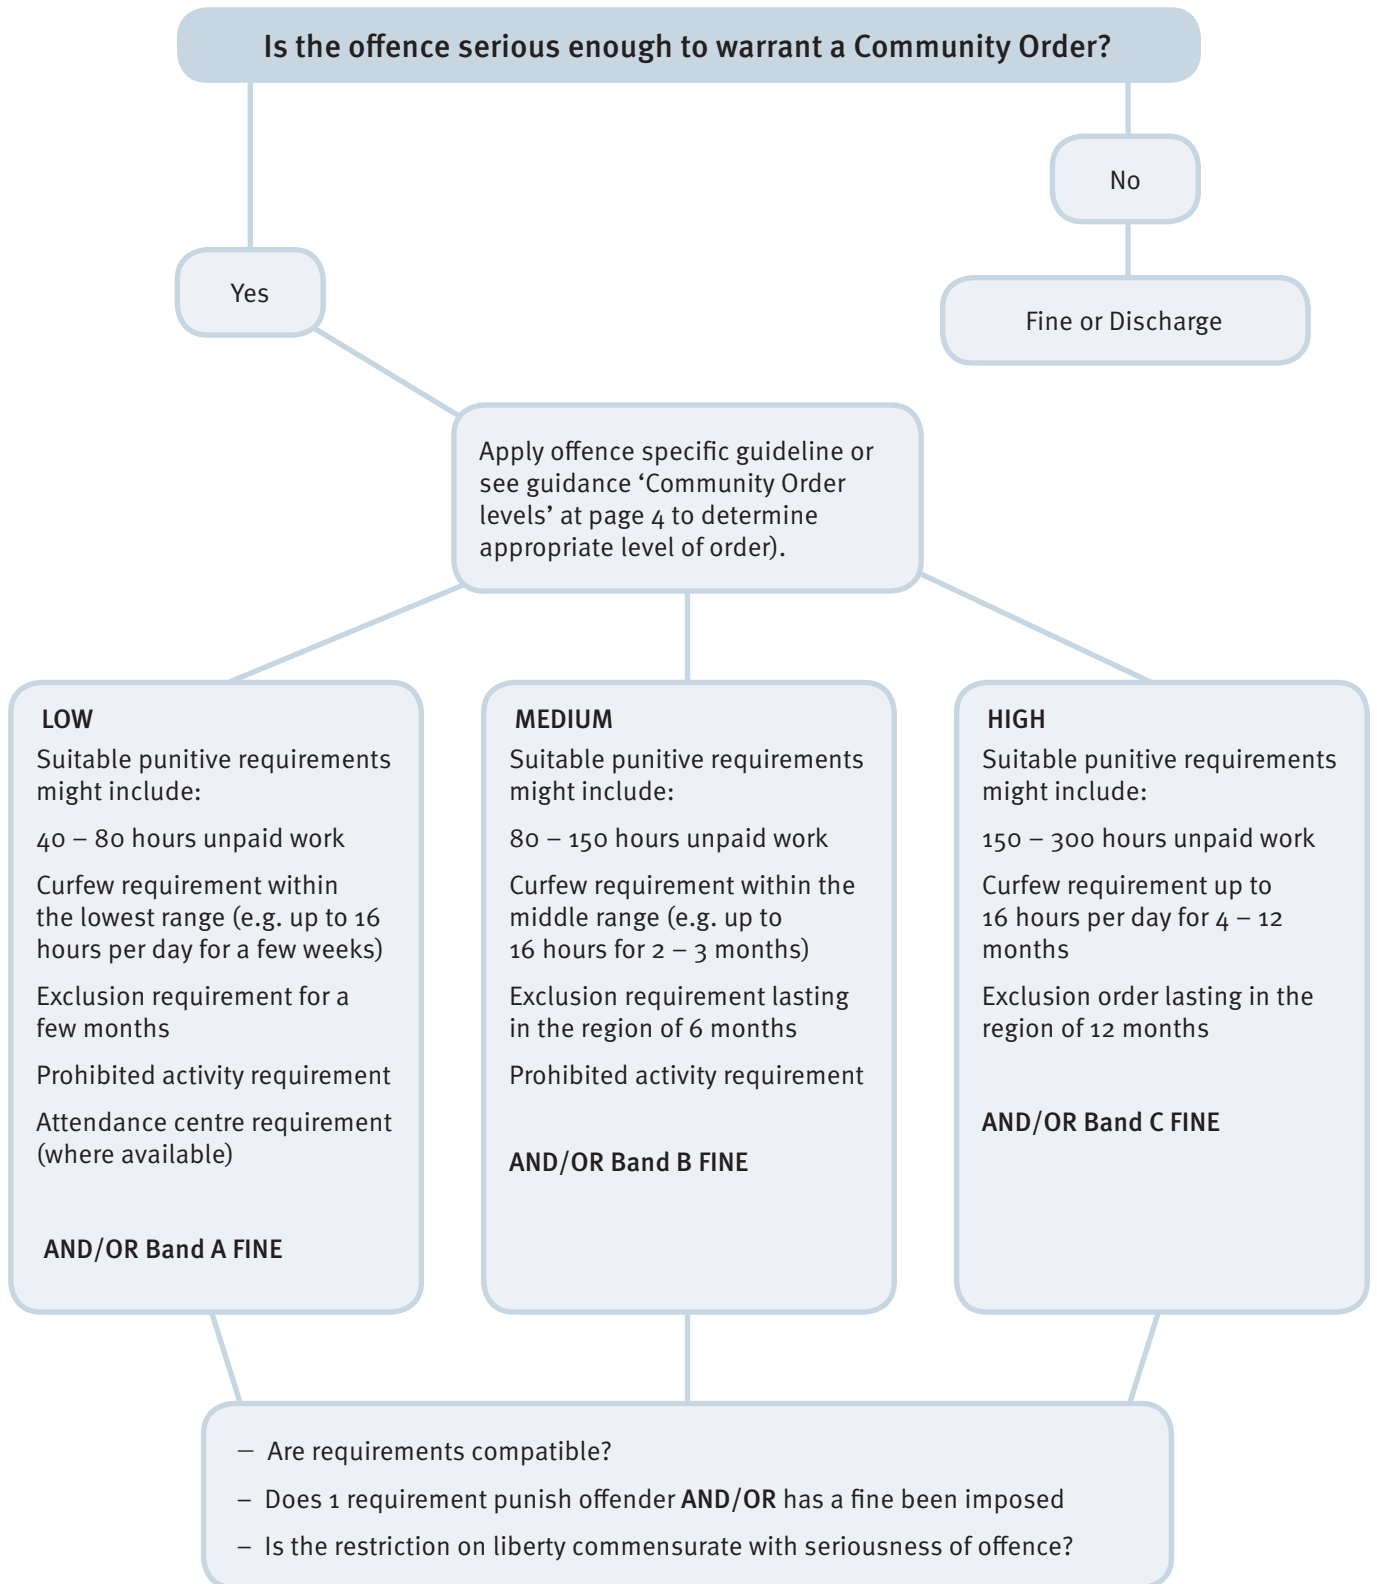 Is the offence serious enough to warrant a Community Order?
No
Yes
Fine or Discharge
Apply offence specific guideline or
see guidance ‘Community Order
levels’ at page 4 to determine
appropriate level of order).
LOW
Suitable punitive requirements
might include:
40 – 80 hours unpaid work
Curfew requirement within
the lowest range (e.g. up to 16
hours per day for a few weeks)
Exclusion requirement for a
few months
Prohibited activity requirement
Attendance centre requirement
(where available)
AND/OR Band A FINE
MEDIUM
Suitable punitive requirements
might include:
80 – 150 hours unpaid work
Curfew requirement within the
middle range (e.g. up to
16 hours for 2 – 3 months)
Exclusion requirement lasting
in the region of 6 months
Prohibited activity requirement
AND/OR Band B FINE
HIGH
Suitable punitive requirements
might include:
150 – 300 hours unpaid work
Curfew requirement up to
16 hours per day for 4 – 12
months
Exclusion order lasting in the
region of 12 months
AND/OR Band C FINE
– Are requirements compatible?
– Does 1 requirement punish offender AND/OR has a fine been imposed
– Is the restriction on liberty commensurate with seriousness of offence?